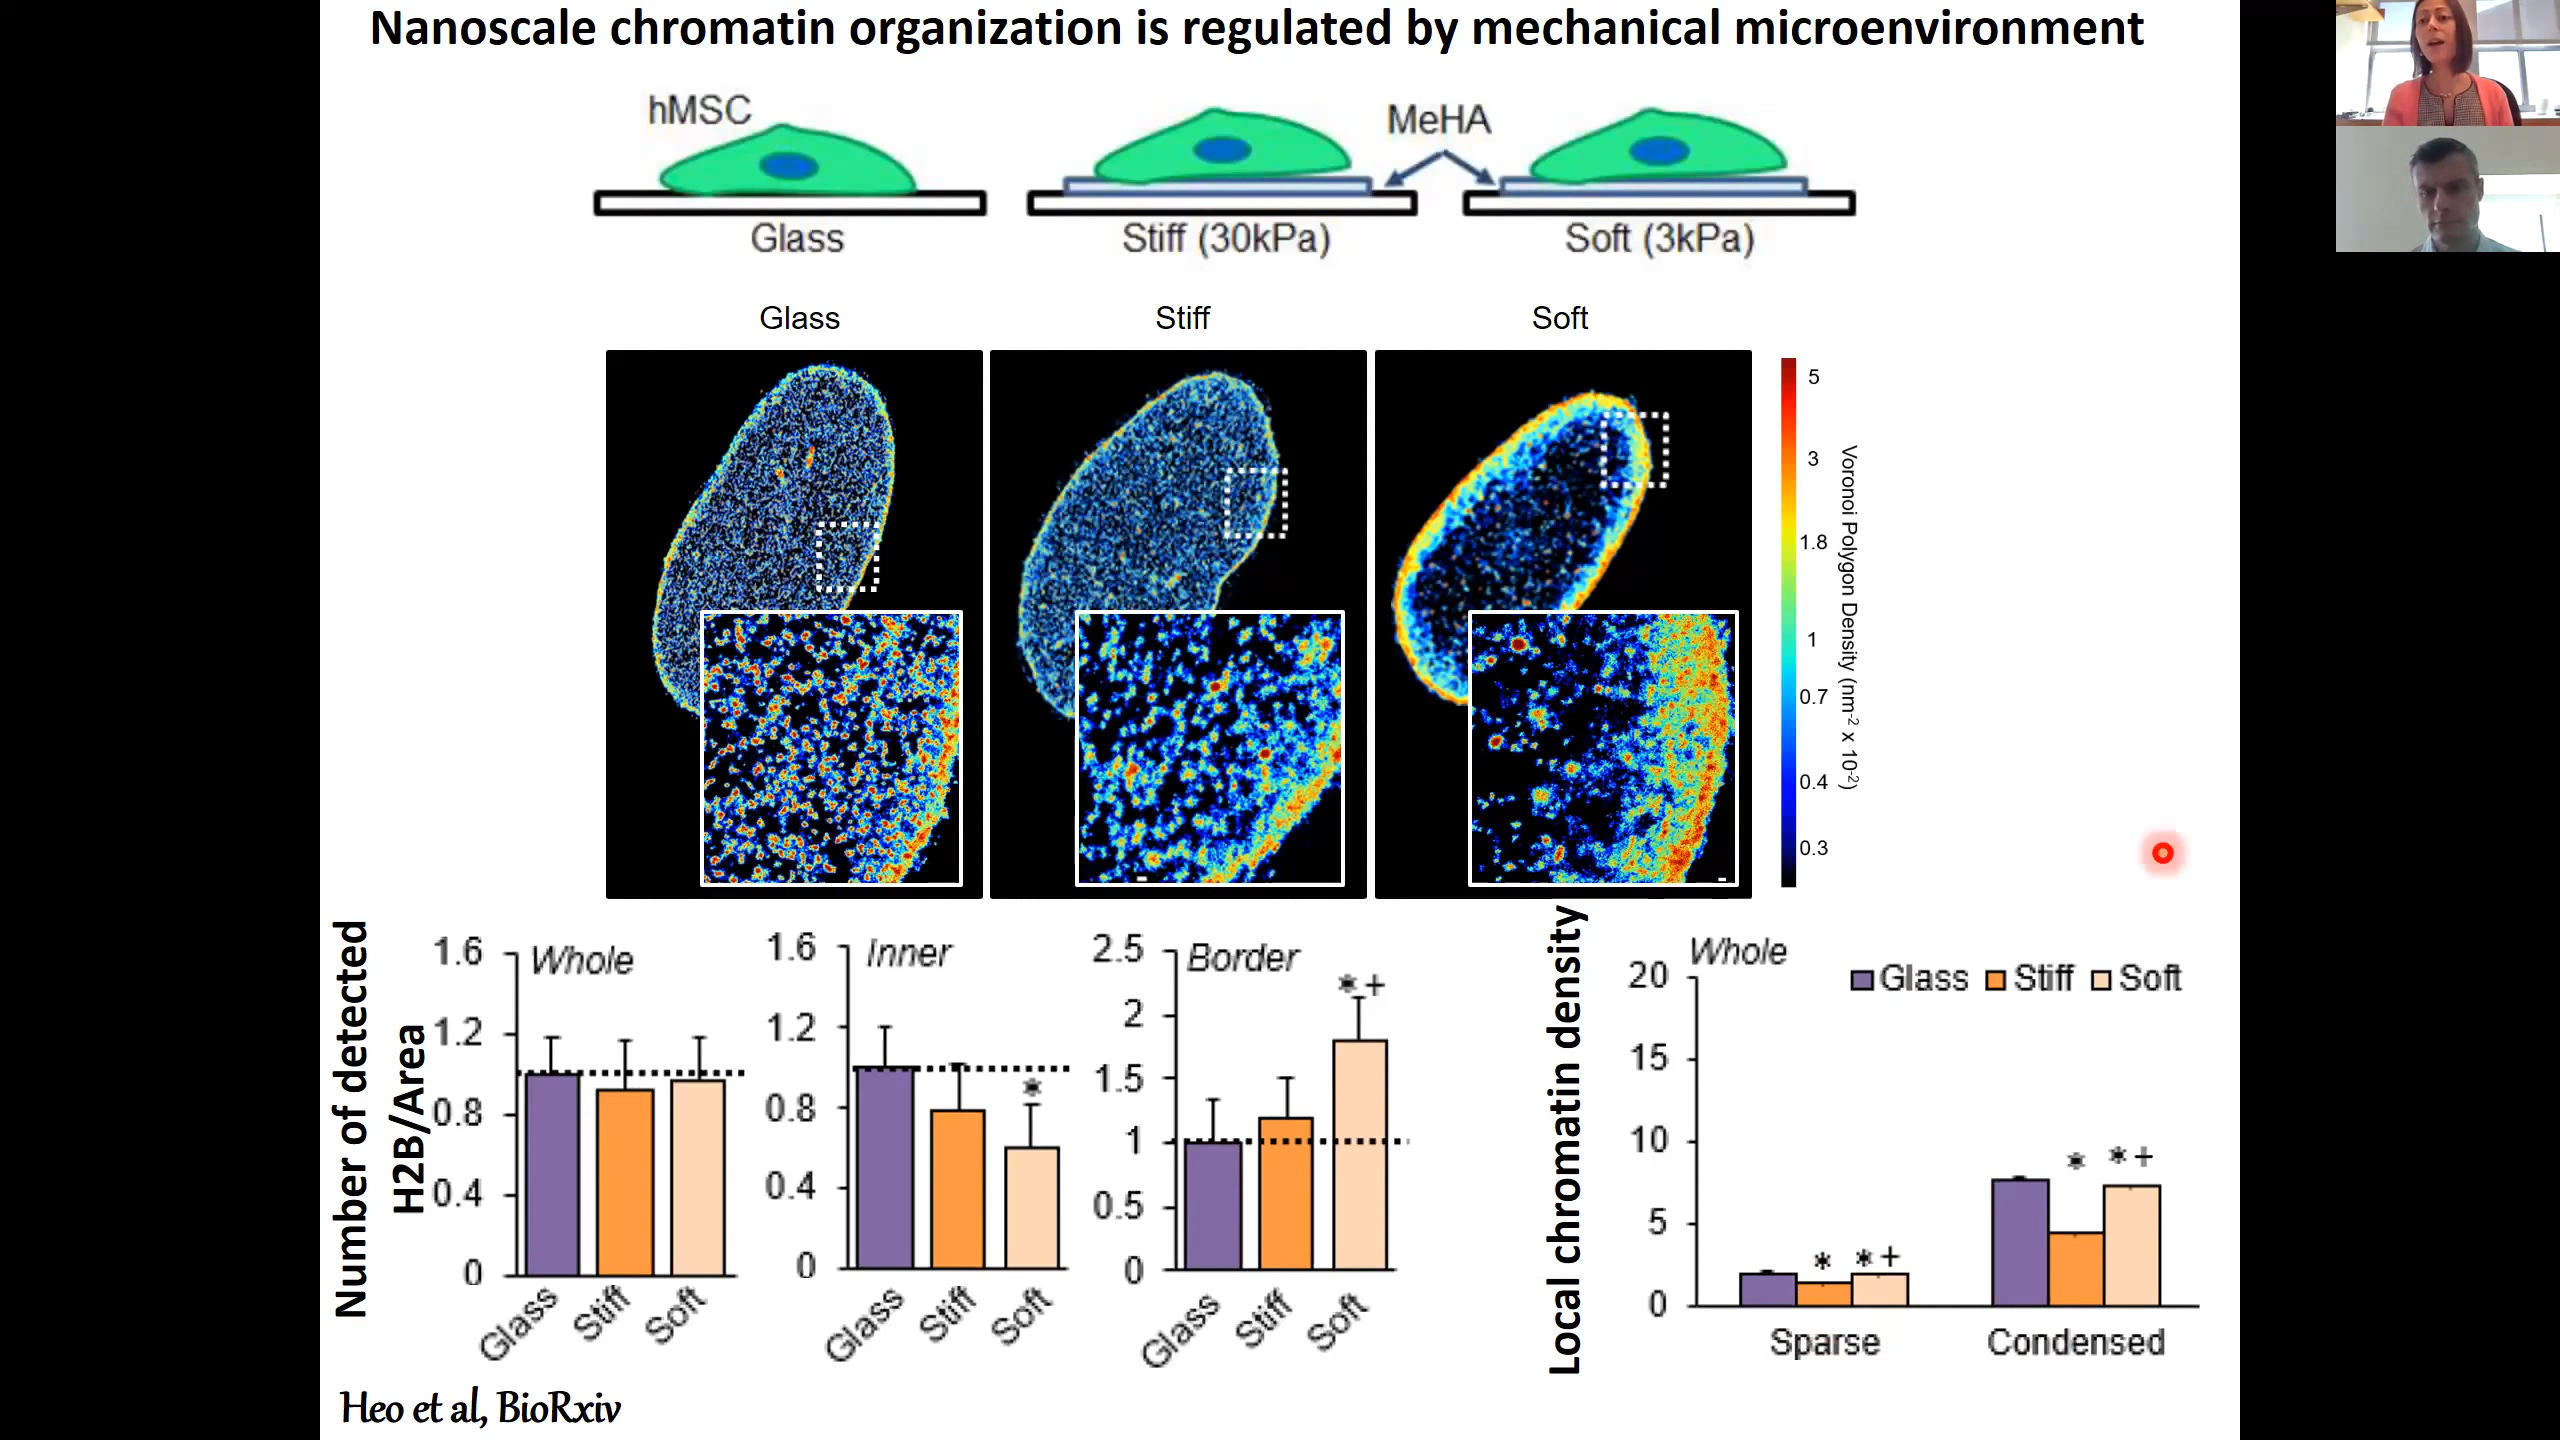 Nanoscale chromatin organization is regulated by mechanical microenvironment
hMSC
MeHA
Glass
Stiff (30kPa)
Soft (3kPa)
Glass
Stiff
Soft
5
3
1.8
1
0.7
0.4
0.3
Voronoi Polygon Density (nm-2 x 10-2)
Number of detected
H2B/Area
Whole
1.6
1.2
0.8
0.4
0
Glass
Stiff
Soft
Inner
1.6
1.2
0.8
0.4
0
*
Glass
Stiff
Soft
Border
2.5
2
1.5
1
0.5
0
* +
Glass
Stiff
Soft
Local chromatin density
Whole
Glass Stiff Soft
20
15
10
5
0
* * +
* * +
Sparse
Condensed
Heo et al, BioRxiv